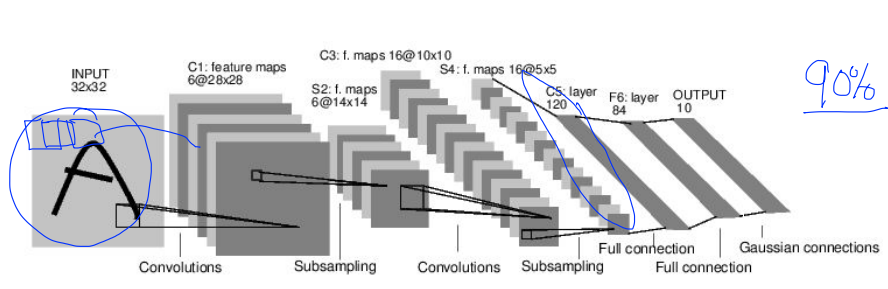 INPUT
32x32
C1: feature maps
6@28x28
S2: f. maps
6@14x14
C3: f. maps 16@10x10
S4: f. maps 16@5x5
C5: layer
120
F6: layer
84
OUTPUT
10
90%
A
Convolutions
Subsampling
Convolutions
Subsampling
Full connection
Full connection
Gaussian connections